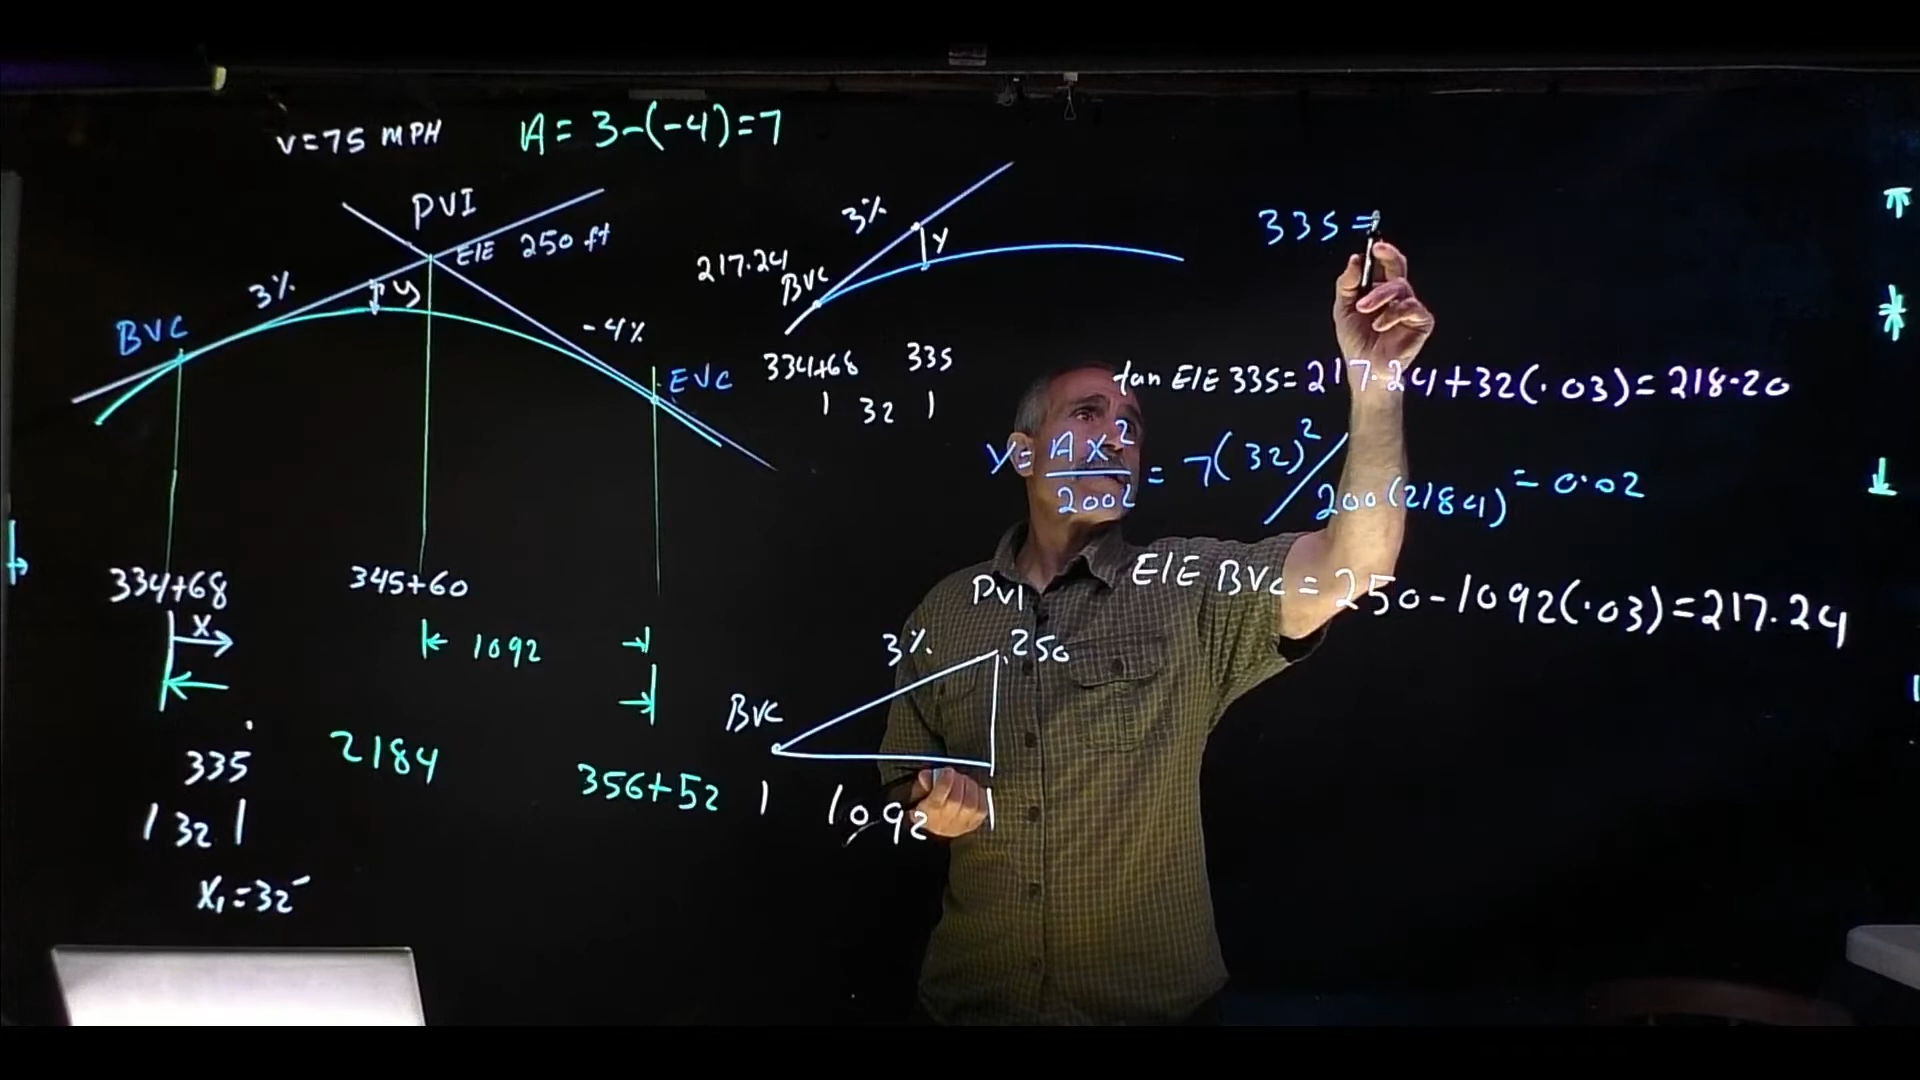 v=75 MPH
A = 3-(-4)=7
PVI
ElE 250 ft
3%
y
BVC
-4%
EVC
334+68
345+60
X
1092
335
2184
356+52
1 32 1
X₁=32
3%
217.24
BVC
Y
334+68 335
1 32 1
335 =
tan ElE 335= 217.24+32(.03)=218.20
Y= AX²/200L = 7(32)²/200(2184) = 0.02
ElE BVC = 250-1092(.03)=217.24
PVI
3%
250
BVC
1 1092 1